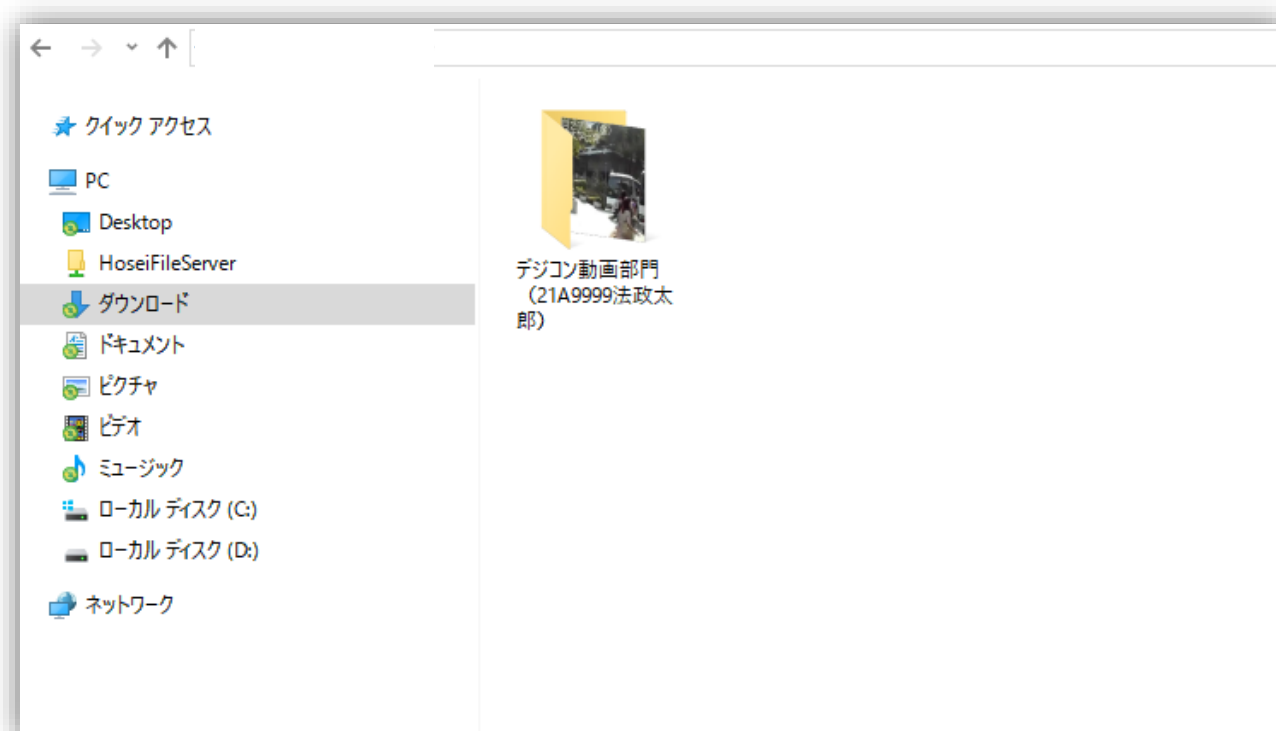 クイック アクセス
PC
Desktop
HoseiFileServer
ダウンロード
ドキュメント
ピクチャ
ビデオ
ミュージック
ローカル ディスク (C:)
ローカル ディスク (D:)
ネットワーク
デジコン動画部門
（21A9999法政太
郎）